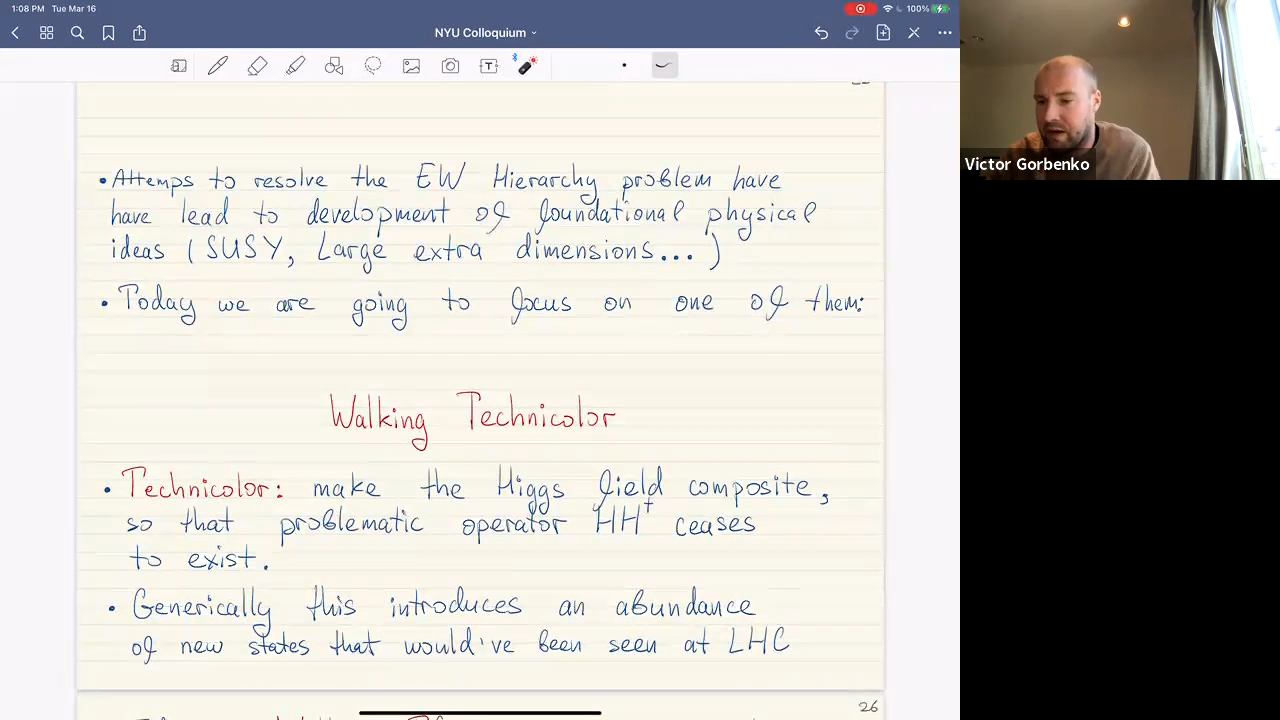 1:08 PM Tue Mar 16
100%
NYU Colloquium
T
• Attemps to resolve the EW Hierarchy problem have
have lead to development of foundational physical
ideas (SUSY, Large extra dimensions...)
• Today we are going to focus on one of them:
Walking Technicolor
• Technicolor: make the Higgs field composite,
so that problematic operator HH† ceases
to exist.
• Generically this introduces an abundance
of new states that would've been seen at LHC
26
Victor Gorbenko